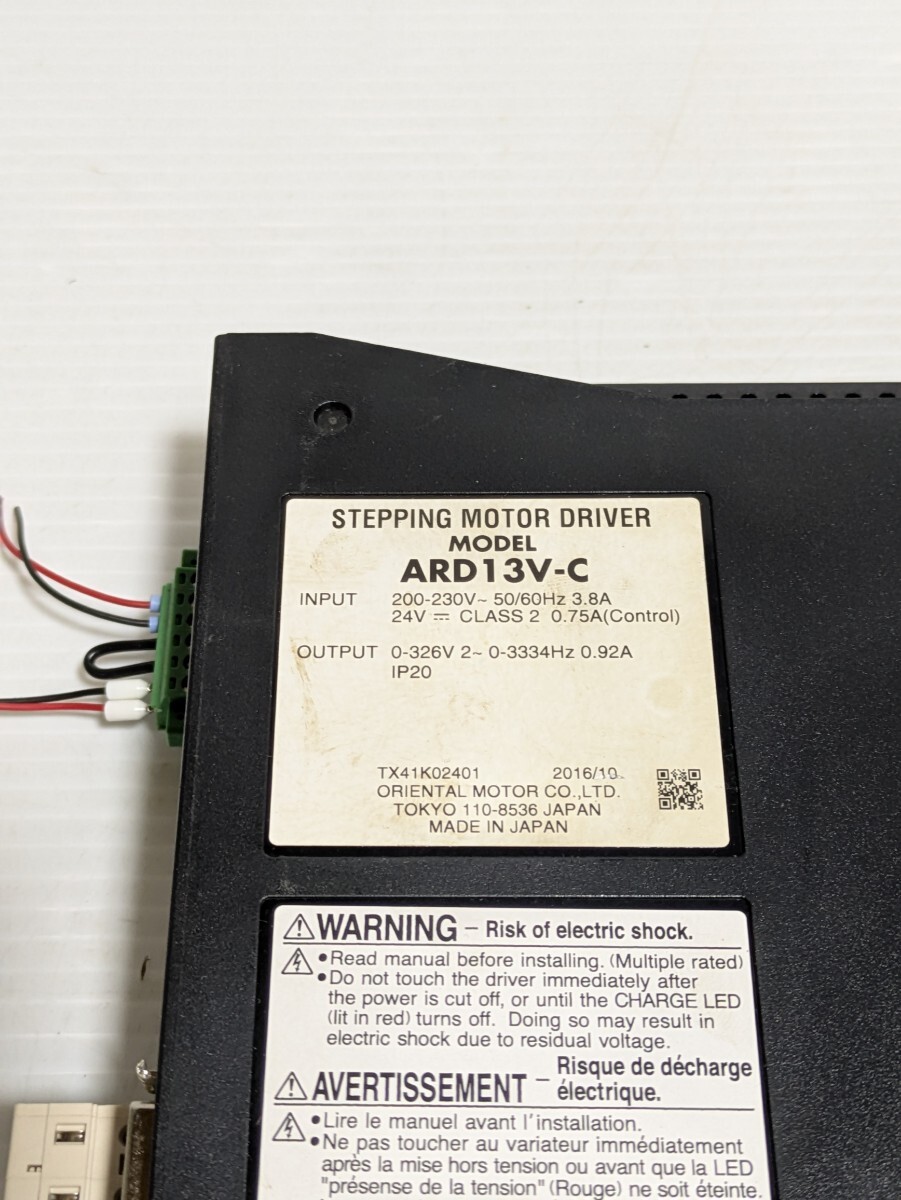 STEPPING MOTOR DRIVER
MODEL
ARD13V-C
INPUT 200-230V~ 50/60Hz 3.8A
24V ⎓ CLASS 2 0.75A(Control)
OUTPUT 0-326V 2~ 0-3334Hz 0.92A
IP20
TX41K02401 2016/10
ORIENTAL MOTOR CO.,LTD.
TOKYO 110-8536 JAPAN
MADE IN JAPAN
⚠WARNING – Risk of electric shock.
•Read manual before installing. (Multiple rated)
•Do not touch the driver immediately after
the power is cut off, or until the CHARGE LED
(lit in red) turns off. Doing so may result in
electric shock due to residual voltage.
⚠AVERTISSEMENT – Risque de décharge
électrique.
•Lire le manuel avant l'installation.
•Ne pas toucher au variateur immédiatement
après la mise hors tension ou avant que la LED
"présense de la tension" (Rouge) ne soit éteinte.